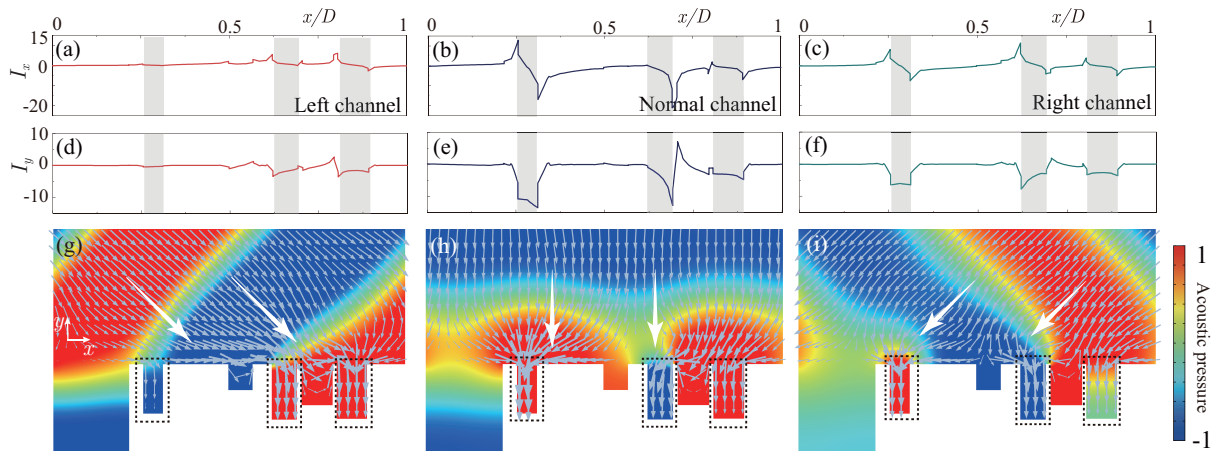 0 0.5 x/D 1 0 0.5 x/D 1 0 0.5 x/D 1
15 (a) (b) (c)
I_x 0
-20 Left channel Normal channel Right channel
10 (d) (e) (f)
I_y 0
-10
(g) (h) (i) 1
y
x
Acoustic pressure
-1